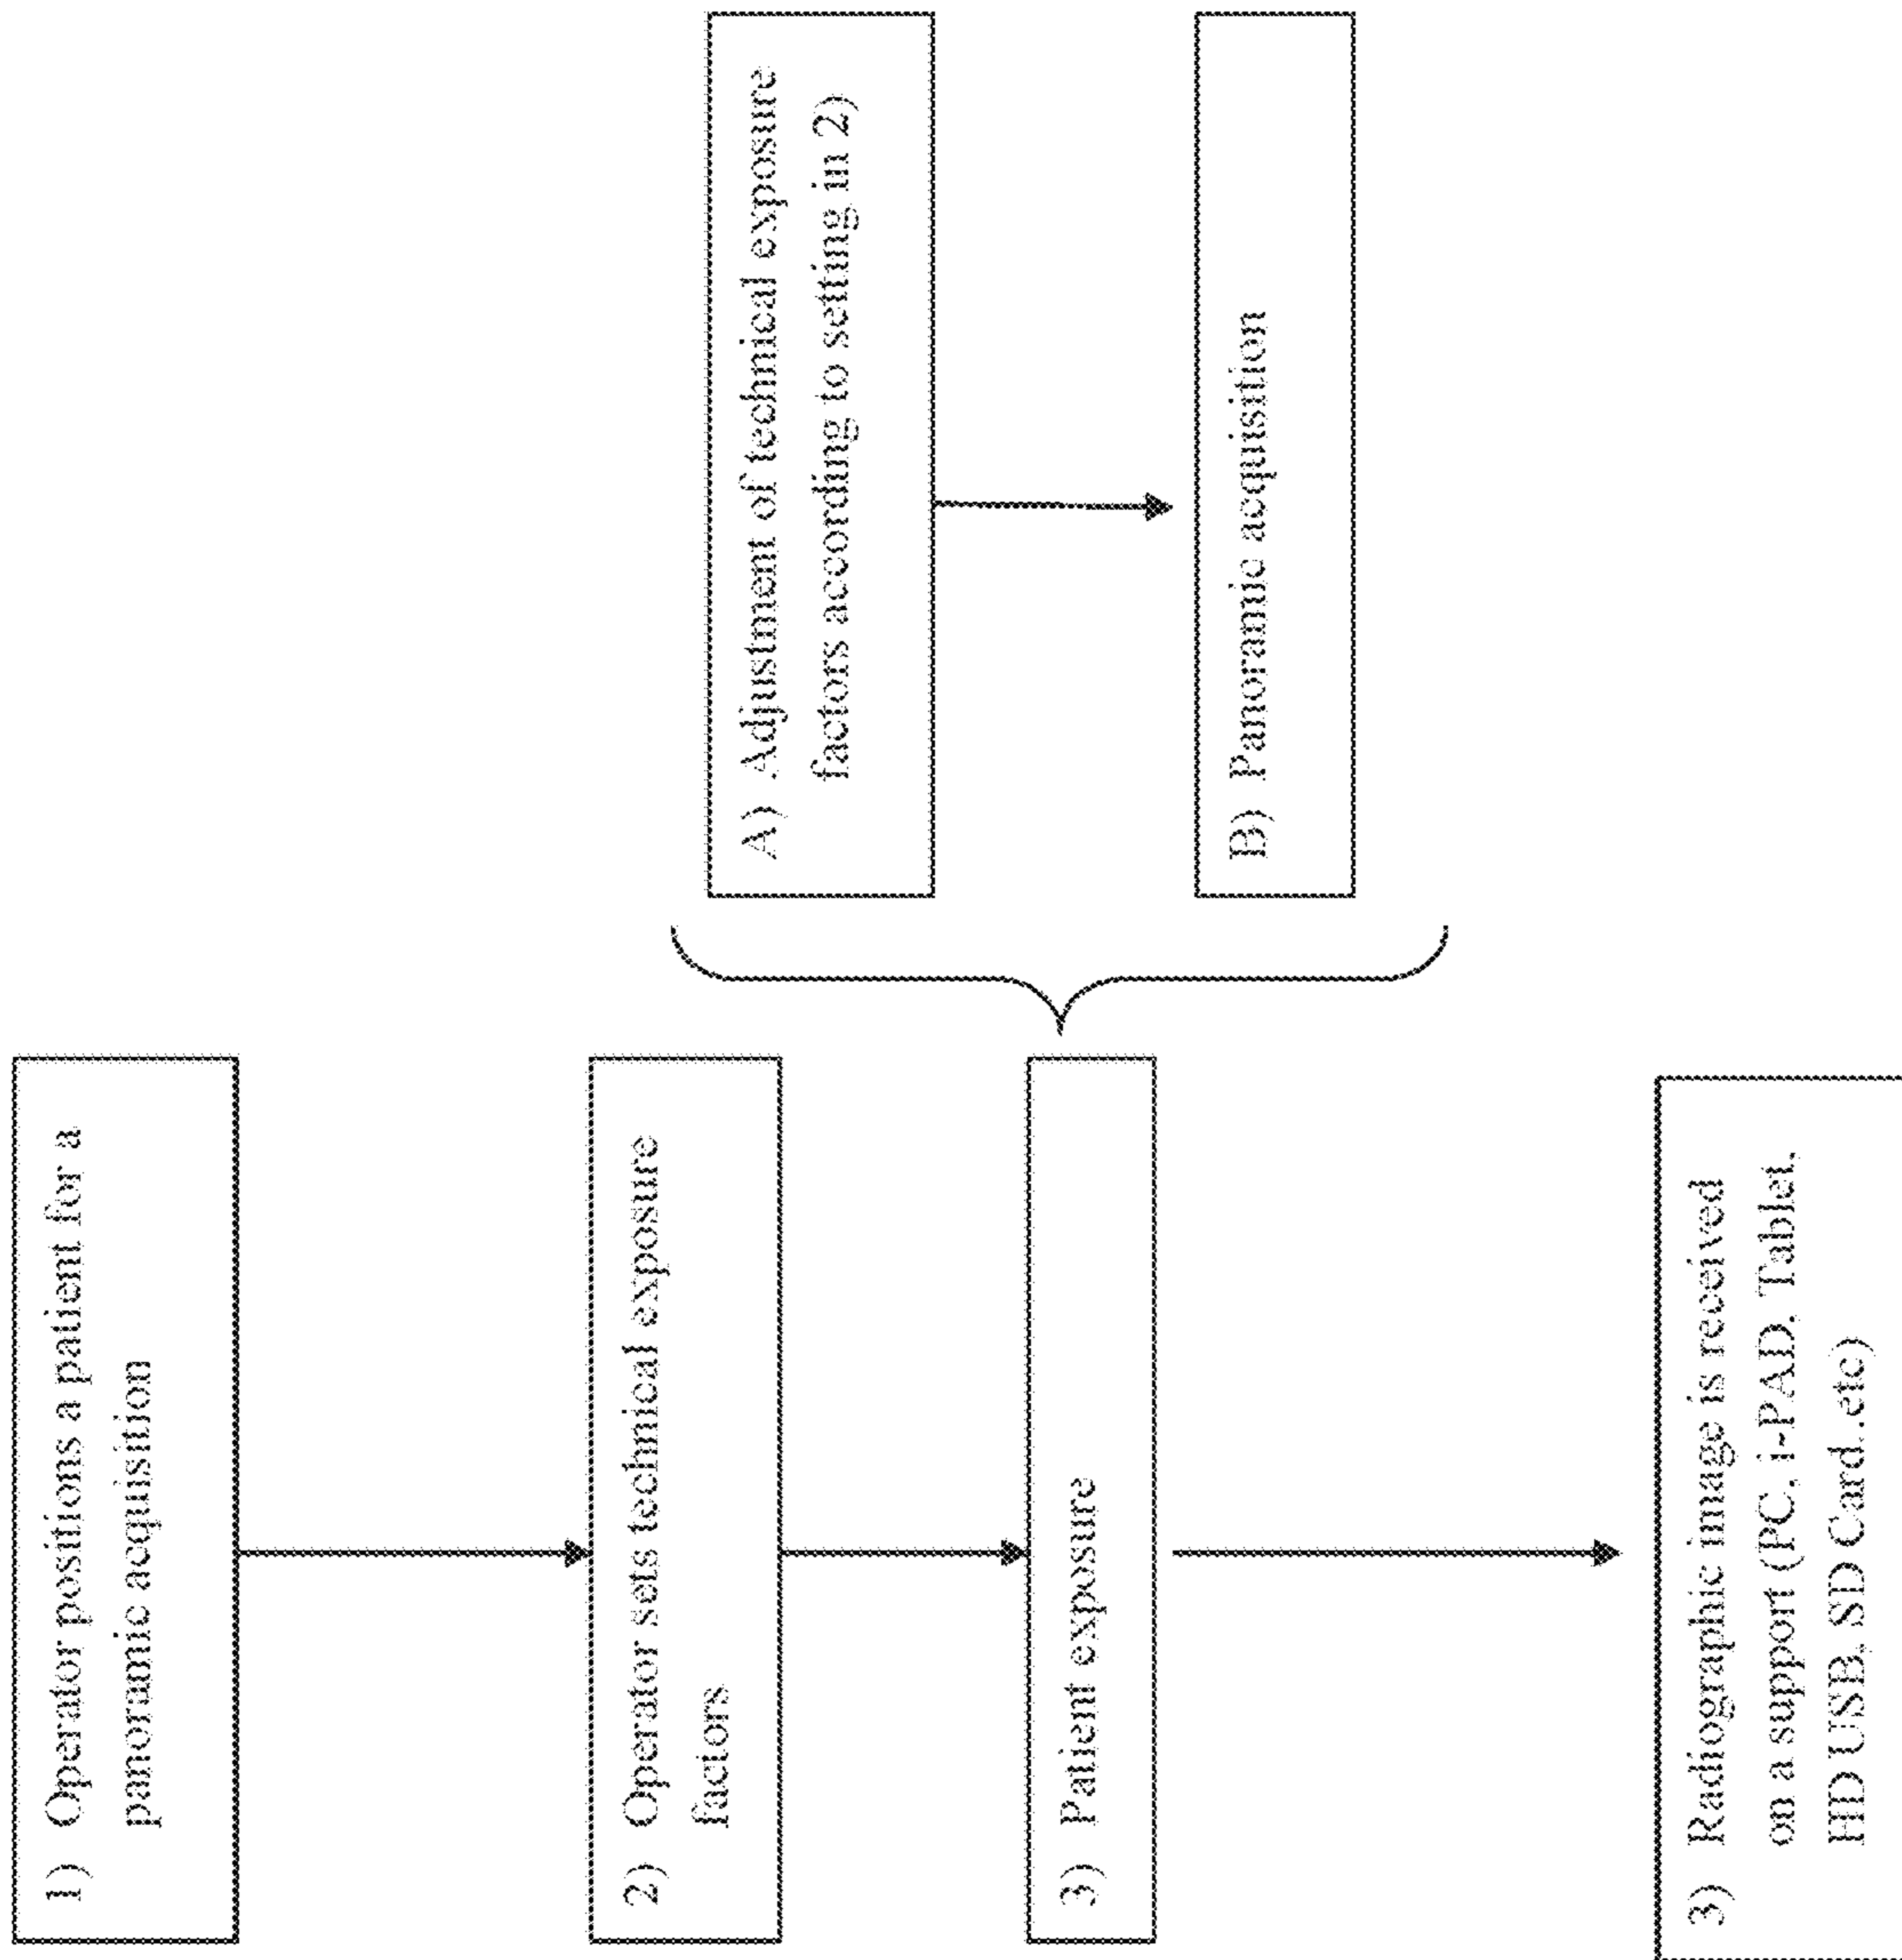 1) Operator positions a patient for a
panoramic acquisition
2) Operator sets technical exposure
factors
3) Patient exposure
A) Adjustment of technical exposure
factors according to setting in 2)
B) Panoramic acquisition
3) Radiographic image is received
on a support (PC, i-PAD, Tablet,
HD USB, SD Card..etc)